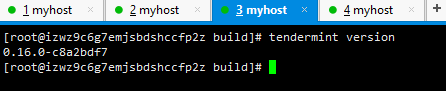 1 myhost
2 myhost
3 myhost
4 myhost
[root@izwz9c6g7emjsbdshccfp2z build]# tendermint version
0.16.0-c8a2bdf7
[root@izwz9c6g7emjsbdshccfp2z build]#